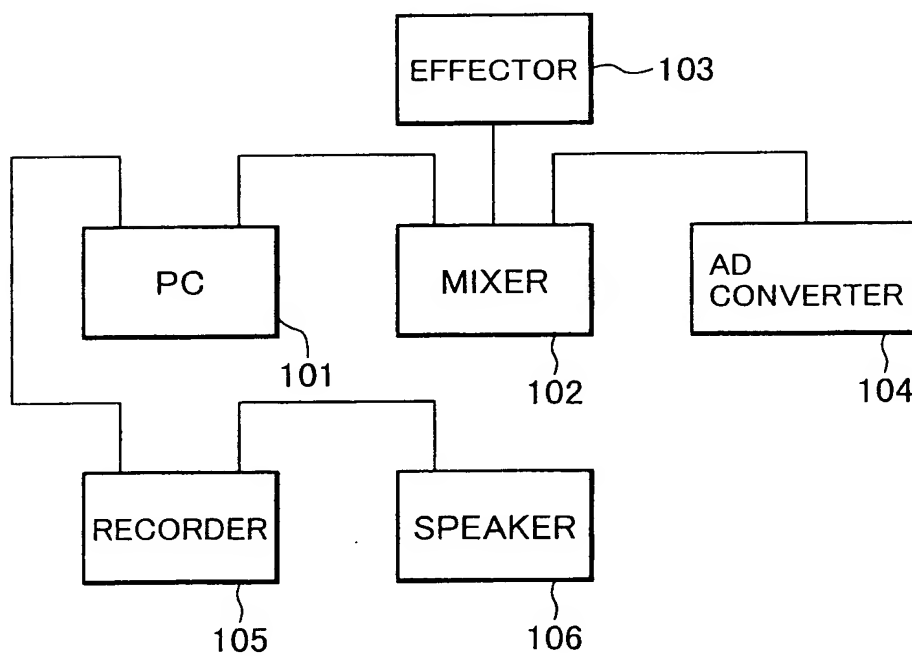 EFFECTOR
103
PC
MIXER
AD
CONVERTER
101
102
104
RECORDER
SPEAKER
105
106